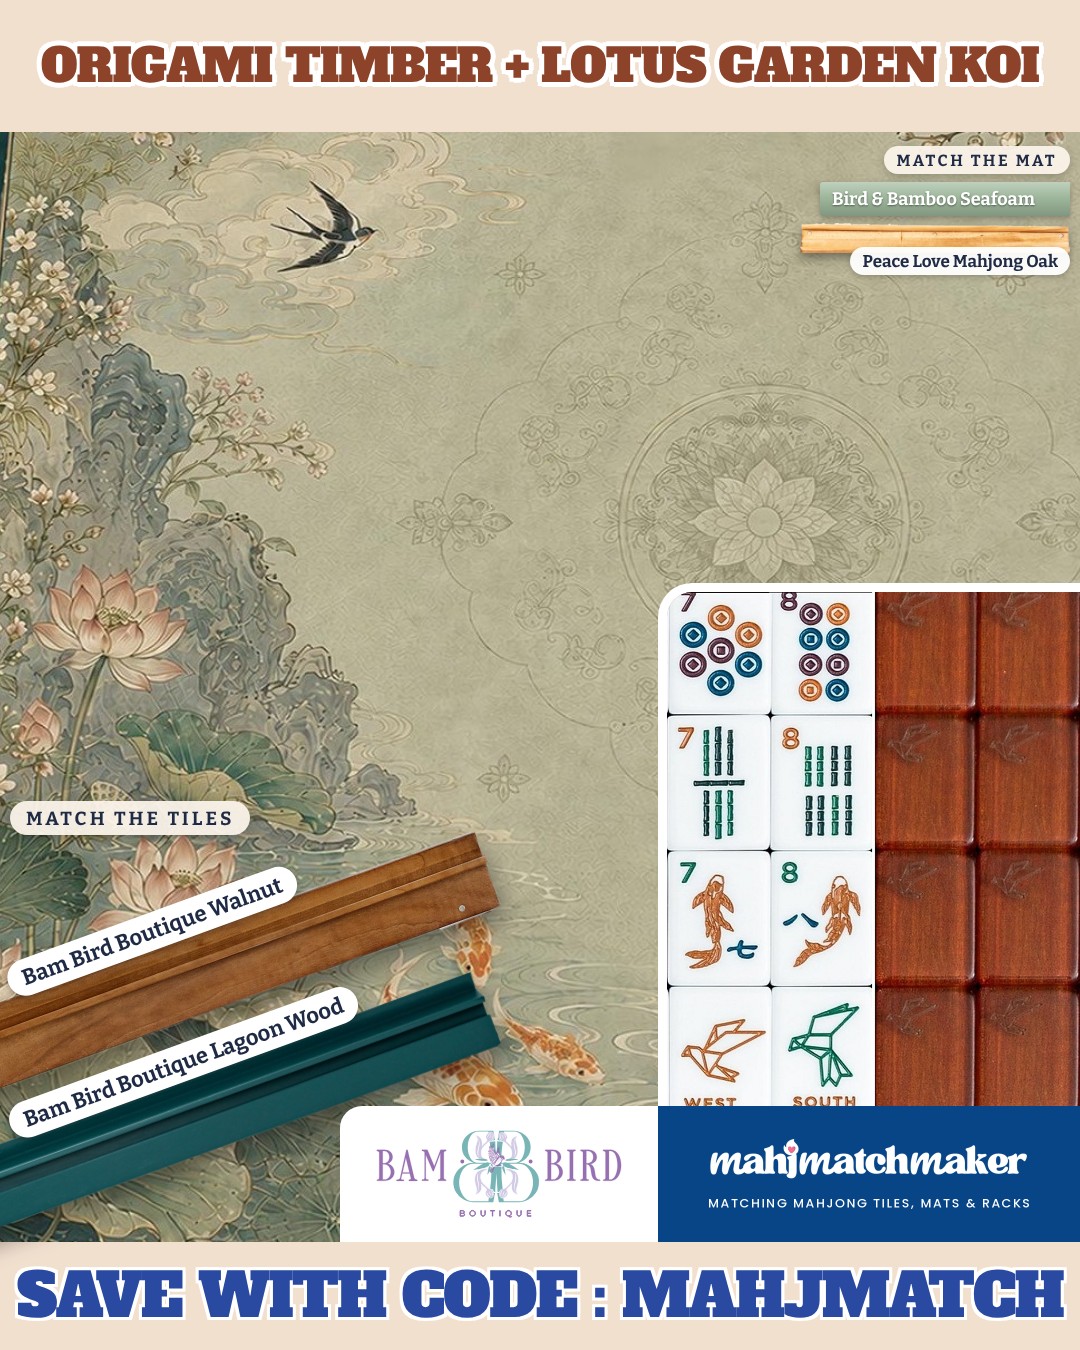 ORIGAMI TIMBER + LOTUS GARDEN KOI
MATCH THE MAT
Bird & Bamboo Seafoam
Peace Love Mahjong Oak
MATCH THE TILES
Bam Bird Boutique Walnut
Bam Bird Boutique Lagoon Wood
7 8
7 8
7 8
七 八
WEST SOUTH
BAM BIRD
BOUTIQUE
mahjmatchmaker
MATCHING MAHJONG TILES, MATS & RACKS
SAVE WITH CODE : MAHJMATCH